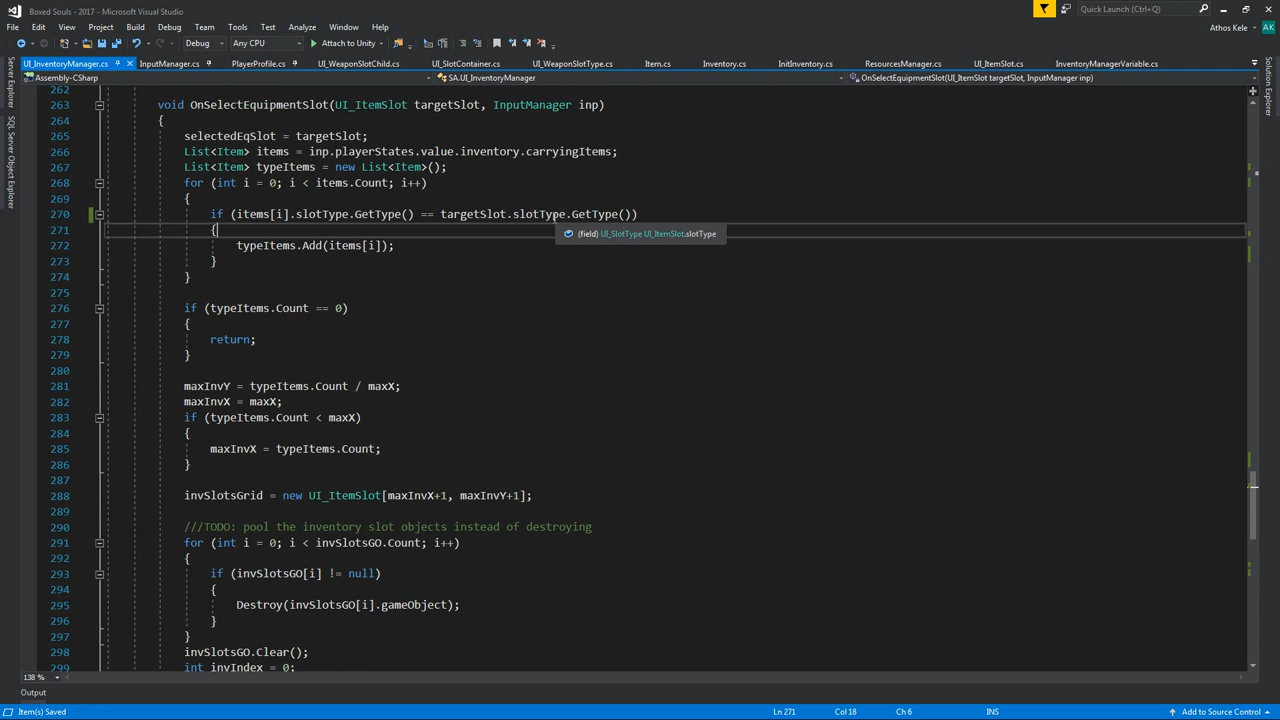 Boxed Souls - 2017 - Microsoft Visual Studio
Quick Launch (Ctrl+Q)
File Edit View Project Build Debug Team Tools Test Analyze Window Help
Athos Kele AK
Debug Any CPU Attach to Unity
UI_InventoryManager.cs InputManager.cs PlayerProfile.cs UI_WeaponSlotChild.cs UI_SlotContainer.cs UI_WeaponSlotType.cs Item.cs Inventory.cs InitInventory.cs ResourcesManager.cs UI_ItemSlot.cs InventoryManagerVariable.cs
Assembly-CSharp SA.UI_InventoryManager OnSelectEquipmentSlot(UI_ItemSlot targetSlot, InputManager inp)
Server Explorer
SQL Server Object Explorer
Solution Explorer
262
263 void OnSelectEquipmentSlot(UI_ItemSlot targetSlot, InputManager inp)
264 {
265 selectedEqSlot = targetSlot;
266 List<Item> items = inp.playerStates.value.inventory.carryingItems;
267 List<Item> typeItems = new List<Item>();
268 for (int i = 0; i < items.Count; i++)
269 {
270 if (items[i].slotType.GetType() == targetSlot.slotType.GetType())
271 {
(field) UI_SlotType UI_ItemSlot.slotType
272 typeItems.Add(items[i]);
273 }
274 }
275
276 if (typeItems.Count == 0)
277 {
278 return;
279 }
280
281 maxInvY = typeItems.Count / maxX;
282 maxInvX = maxX;
283 if (typeItems.Count < maxX)
284 {
285 maxInvX = typeItems.Count;
286 }
287
288 invSlotsGrid = new UI_ItemSlot[maxInvX+1, maxInvY+1];
289
290 ///TODO: pool the inventory slot objects instead of destroying
291 for (int i = 0; i < invSlotsGO.Count; i++)
292 {
293 if (invSlotsGO[i] != null)
294 {
295 Destroy(invSlotsGO[i].gameObject);
296 }
297 }
298 invSlotsGO.Clear();
299 int invIndex = 0;
138 %
Output
Item(s) Saved Ln 271 Col 18 Ch 6 INS Add to Source Control